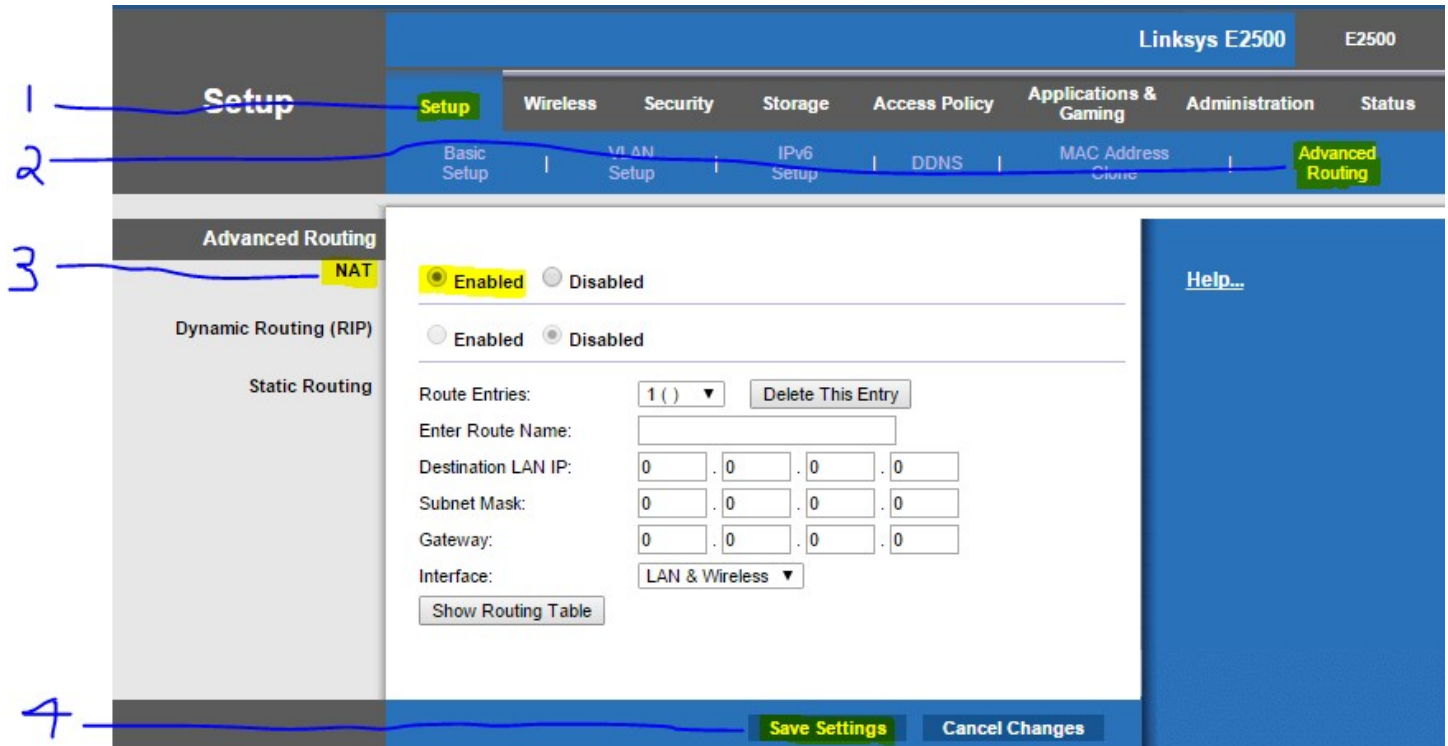 Linksys E2500 E2500
1 Setup Setup Wireless Security Storage Access Policy Applications & Gaming Administration Status
2 Basic Setup | VLAN Setup | IPv6 Setup | DDNS | MAC Address Clone | Advanced Routing
Advanced Routing
3 NAT Enabled Disabled Help...
Dynamic Routing (RIP) Enabled Disabled
Static Routing Route Entries: 1 ( ) Delete This Entry
Enter Route Name:
Destination LAN IP: 0 . 0 . 0 . 0
Subnet Mask: 0 . 0 . 0 . 0
Gateway: 0 . 0 . 0 . 0
Interface: LAN & Wireless
Show Routing Table
4 Save Settings Cancel Changes